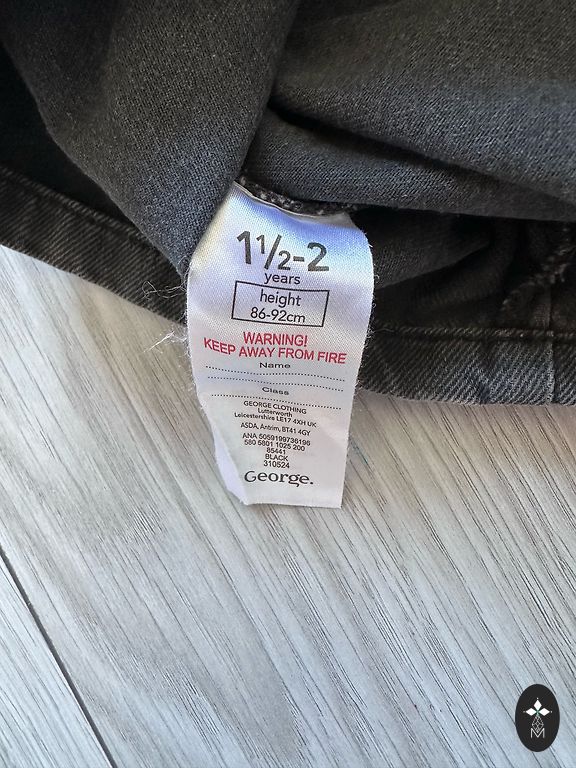 1½-2
years
height
86-92cm
WARNING!
KEEP AWAY FROM FIRE
Name
Class
GEORGE CLOTHING
Lutterworth
Leicestershire LE17 4XH UK
ASDA, Antrim, BT41 4GY
ANA 5059199736196
580 5801 1025 200
85441
BLACK
310524
George.
M